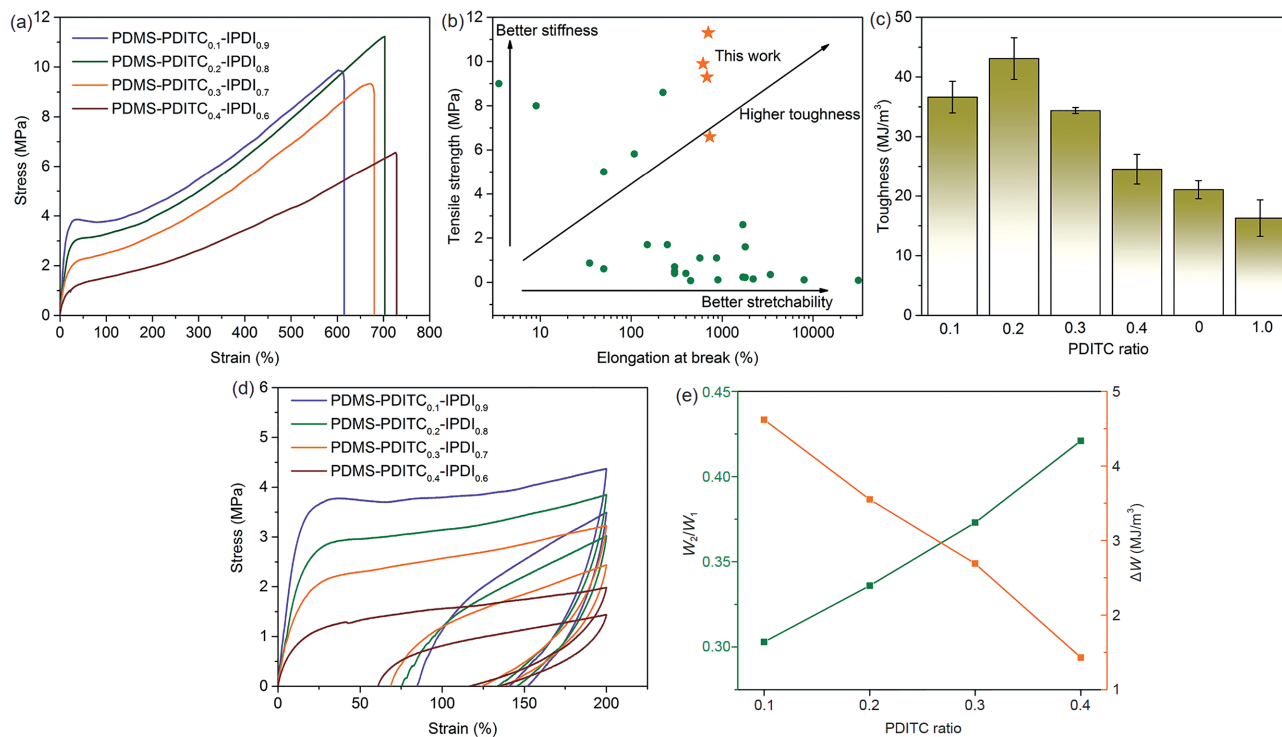 (a)
12
10
8
6
4
2
0
Stress (MPa)
PDMS-PDITC0.1-IPDI0.9
PDMS-PDITC0.2-IPDI0.8
PDMS-PDITC0.3-IPDI0.7
PDMS-PDITC0.4-IPDI0.6
0 100 200 300 400 500 600 700 800
Strain (%)
(b)
12
10
8
6
4
2
0
Tensile strength (MPa)
Better stiffness
This work
Higher toughness
Better stretchability
10 100 1000 10000
Elongation at break (%)
(c)
50
40
30
20
10
0
Toughness (MJ/m³)
0.1 0.2 0.3 0.4 0 1.0
PDITC ratio
(d)
6
5
4
3
2
1
0
Stress (MPa)
PDMS-PDITC0.1-IPDI0.9
PDMS-PDITC0.2-IPDI0.8
PDMS-PDITC0.3-IPDI0.7
PDMS-PDITC0.4-IPDI0.6
0 50 100 150 200
Strain (%)
(e)
0.45
0.40
0.35
0.30
W2/W1
5
4
3
2
1
ΔW (MJ/m³)
0.1 0.2 0.3 0.4
PDITC ratio